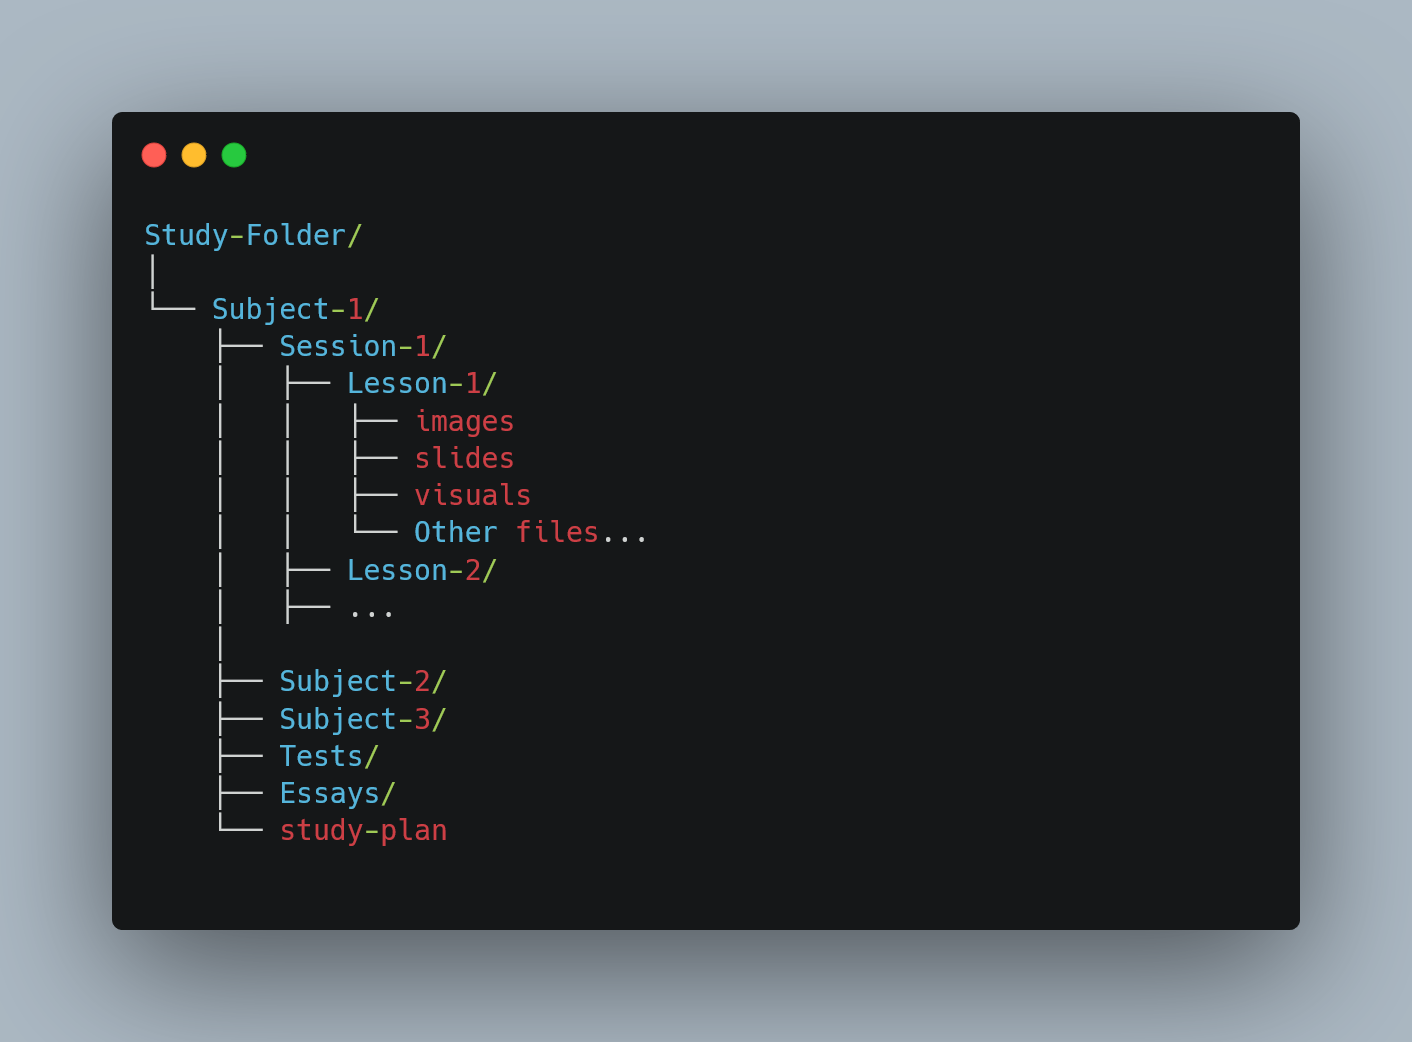 Study-Folder/
│
└── Subject-1/
    ├── Session-1/
    │   ├── Lesson-1/
    │   │   ├── images
    │   │   ├── slides
    │   │   ├── visuals
    │   │   └── Other files...
    │   ├── Lesson-2/
    │   ├── ...
    │
    ├── Subject-2/
    ├── Subject-3/
    ├── Tests/
    ├── Essays/
    └── study-plan